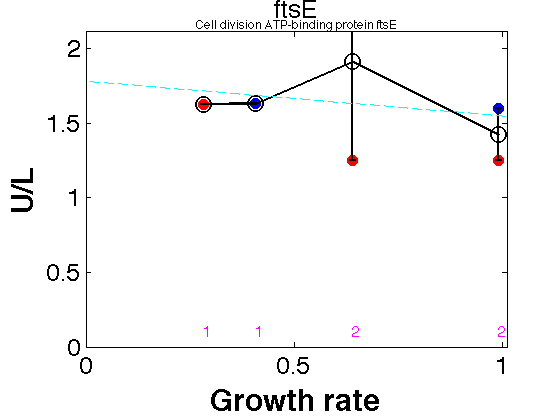 ftsE
Cell division ATP-binding protein ftsE
2
1.5
1
0.5
0
U/L
1 1 2 2
0 0.5 1
Growth rate